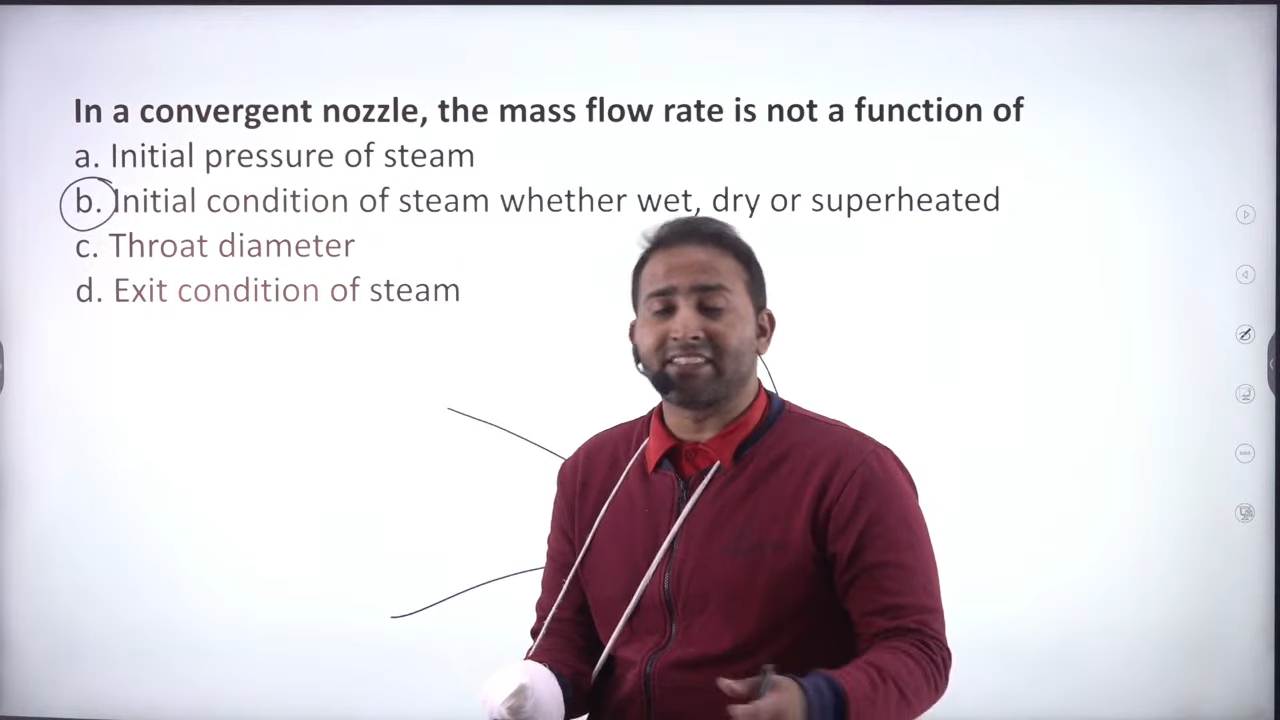 In a convergent nozzle, the mass flow rate is not a function of
a. Initial pressure of steam
b. Initial condition of steam whether wet, dry or superheated
c. Throat diameter
d. Exit condition of steam